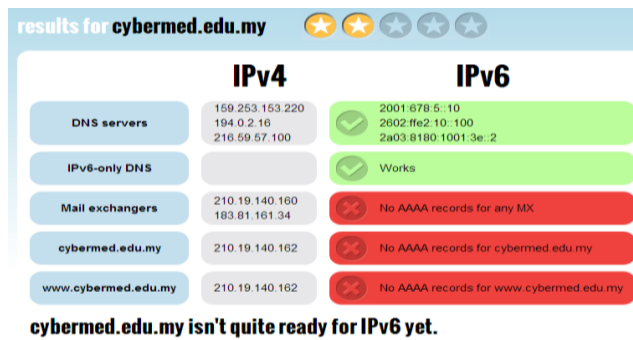 results for cybermed.edu.my
IPv4 IPv6
DNS servers
159.253.153.220
194.0.2.16
216.59.57.100
2001:678:5::10
2602:ffe2:10::100
2a03:8180:1001:3e::2
IPv6-only DNS
Works
Mail exchangers
210.19.140.160
183.81.161.34
No AAAA records for any MX
cybermed.edu.my
210.19.140.162
No AAAA records for cybermed.edu.my
www.cybermed.edu.my
210.19.140.162
No AAAA records for www.cybermed.edu.my
cybermed.edu.my isn't quite ready for IPv6 yet.